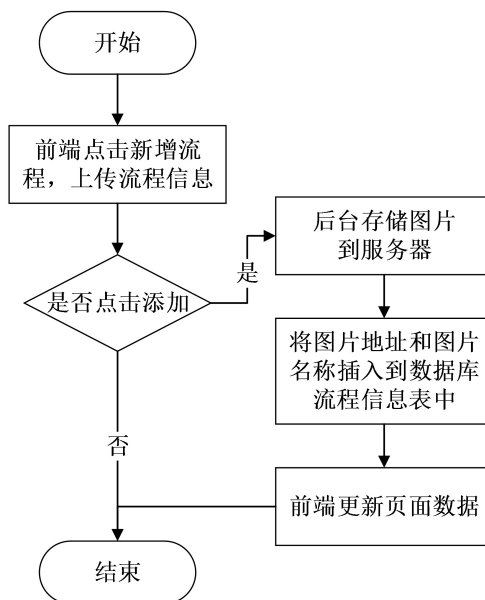 开始
前端点击新增流
程，上传流程信息
是否点击添加
是
后台存储图片
到服务器
将图片地址和图片
名称插入到数据库
流程信息表中
否
前端更新页面数据
结束